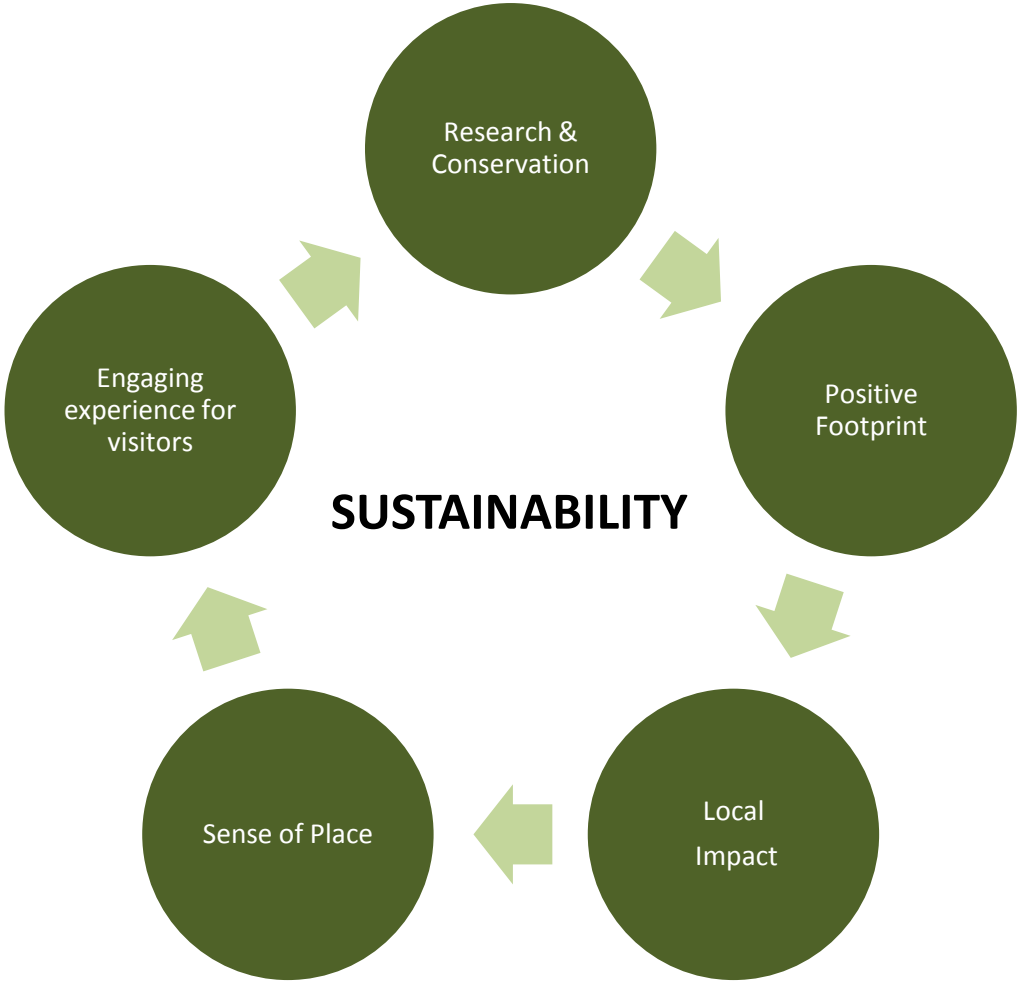 Research &
Conservation
Positive
Footprint
Local
Impact
Sense of Place
Engaging
experience for
visitors
SUSTAINABILITY